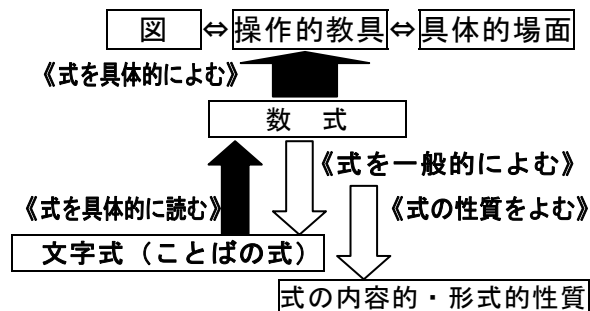 図 ⇔ 操作的教具 ⇔ 具体的場面
《式を具体的によむ》
数 式
《式を一般的によむ》
《式を具体的に読む》
《式の性質をよむ》
文字式(ことばの式)
式の内容的・形式的性質